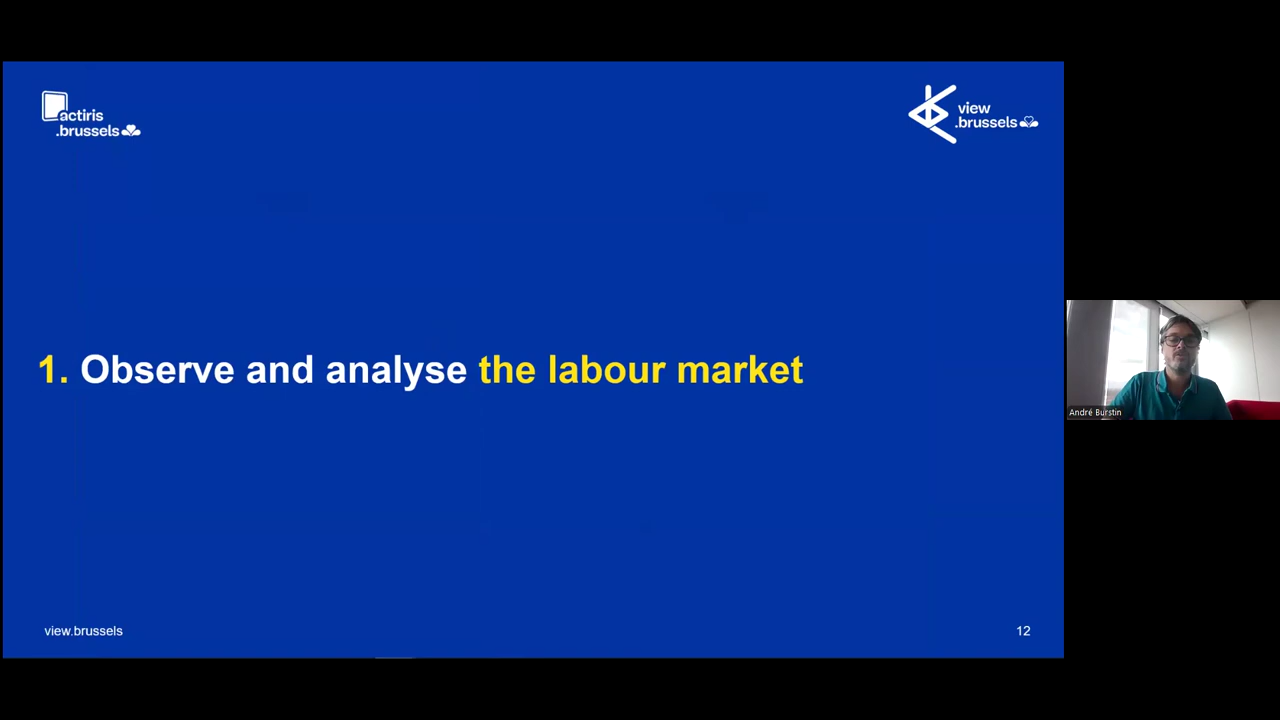 actiris
.brussels
view
.brussels
1. Observe and analyse the labour market
André Burstin
view.brussels
12